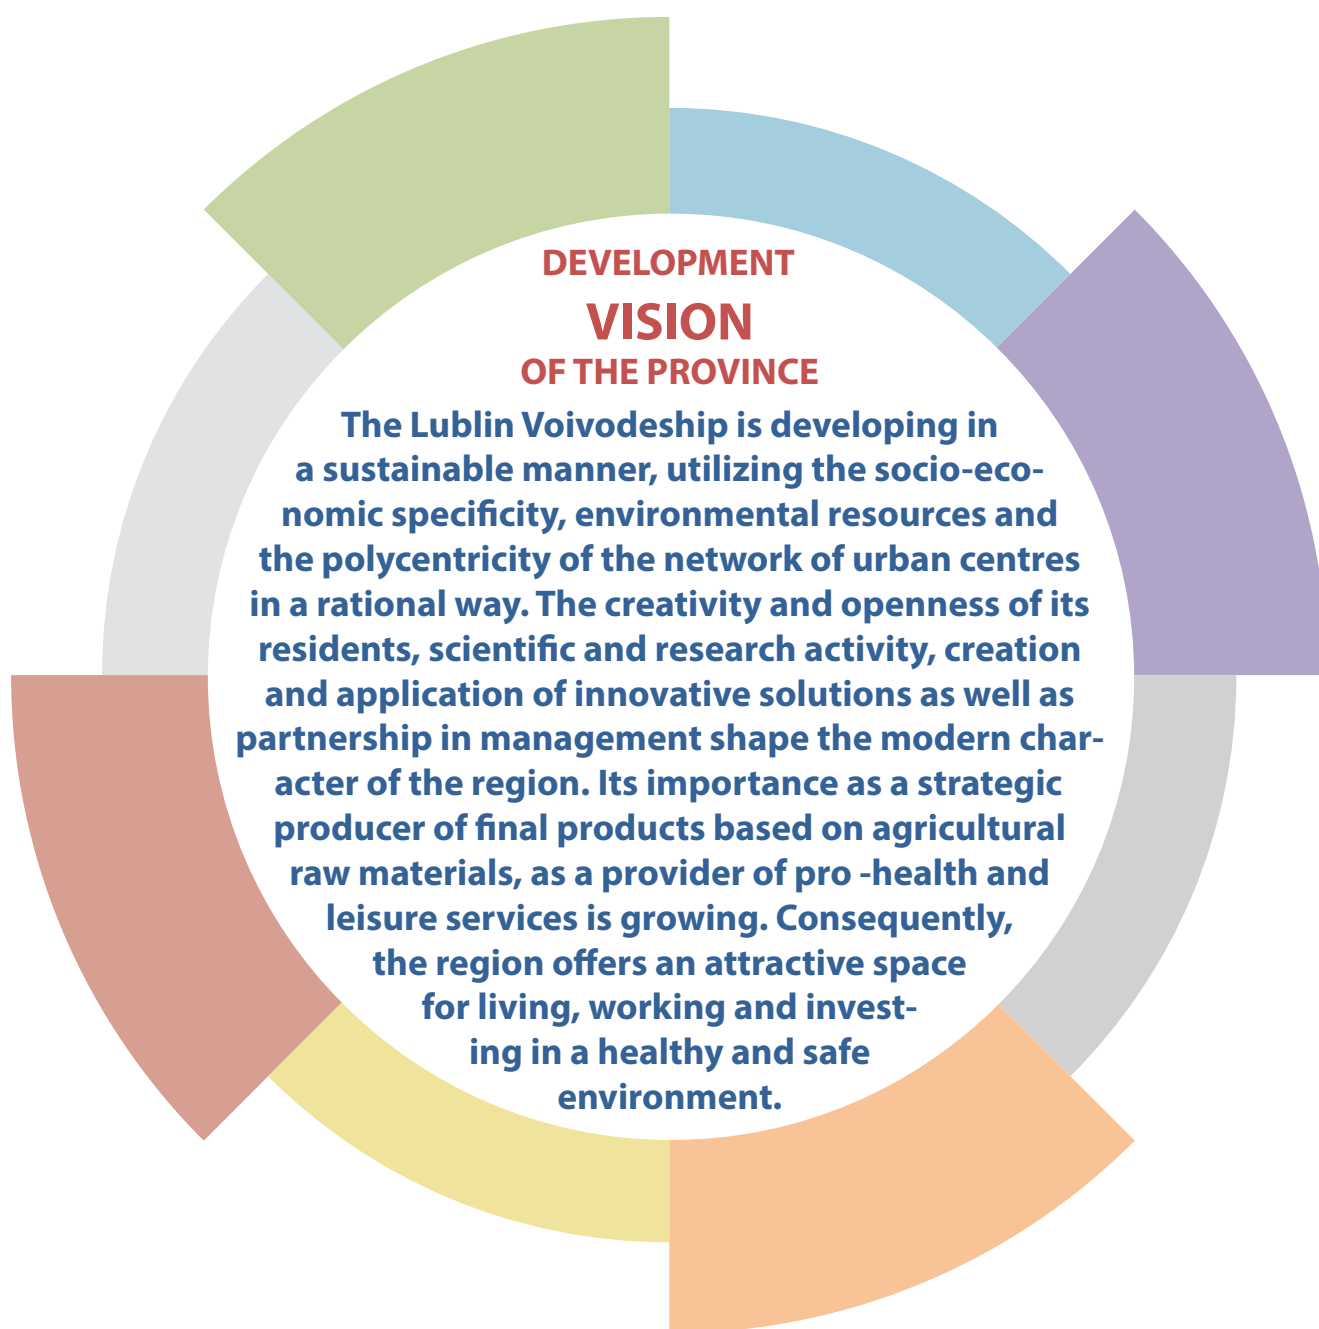 DEVELOPMENT
VISION
OF THE PROVINCE
The Lublin Voivodeship is developing in
a sustainable manner, utilizing the socio-eco-
nomic specificity, environmental resources and
the polycentricity of the network of urban centres
in a rational way. The creativity and openness of its
residents, scientific and research activity, creation
and application of innovative solutions as well as
partnership in management shape the modern char-
acter of the region. Its importance as a strategic
producer of final products based on agricultural
raw materials, as a provider of pro -health and
leisure services is growing. Consequently,
the region offers an attractive space
for living, working and invest-
ing in a healthy and safe
environment.